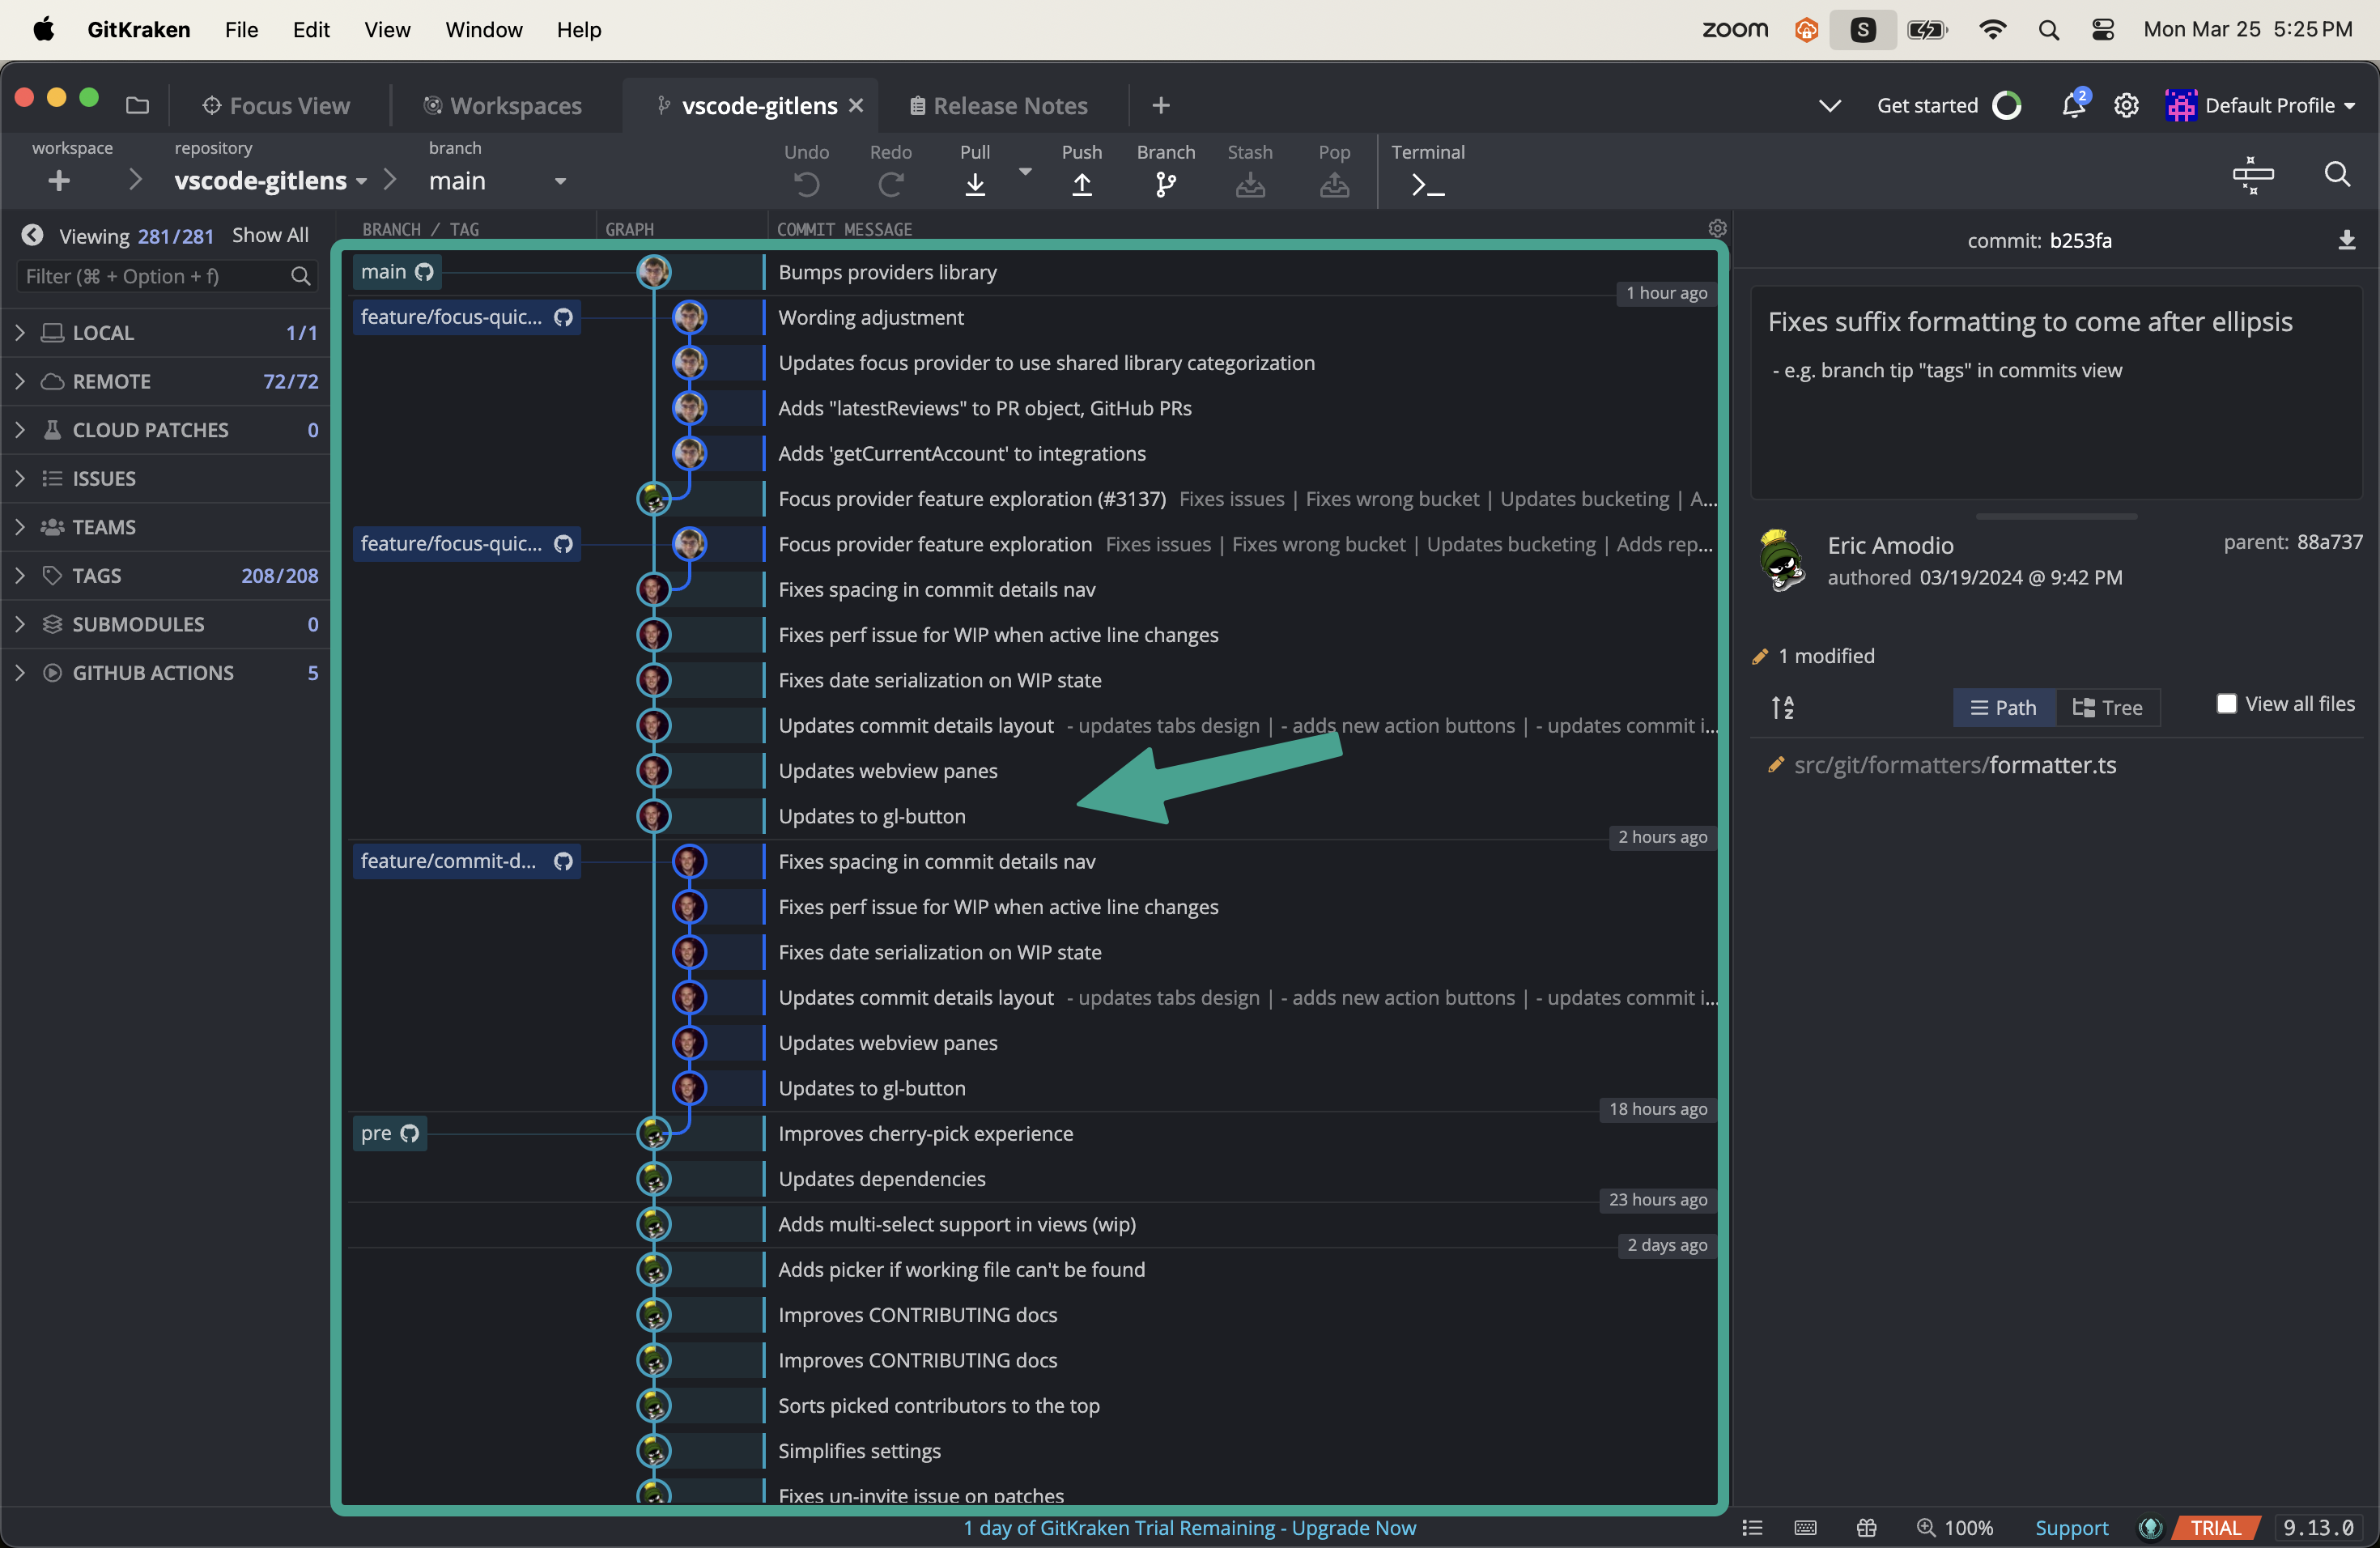 GitKraken File Edit View Window Help zoom S Mon Mar 25 5:25 PM
Focus View Workspaces vscode-gitlens Release Notes Get started 2 Default Profile
workspace repository branch
vscode-gitlens main
Undo Redo Pull Push Branch Stash Pop Terminal
Viewing 281/281 Show All
Filter (⌘ + Option + f)
LOCAL 1/1
REMOTE 72/72
CLOUD PATCHES 0
ISSUES
TEAMS
TAGS 208/208
SUBMODULES 0
GITHUB ACTIONS 5
BRANCH / TAG GRAPH COMMIT MESSAGE
main Bumps providers library
1 hour ago
feature/focus-quic... Wording adjustment
Updates focus provider to use shared library categorization
Adds "latestReviews" to PR object, GitHub PRs
Adds 'getCurrentAccount' to integrations
Focus provider feature exploration (#3137) Fixes issues | Fixes wrong bucket | Updates bucketing | A...
feature/focus-quic... Focus provider feature exploration Fixes issues | Fixes wrong bucket | Updates bucketing | Adds rep...
Fixes spacing in commit details nav
Fixes perf issue for WIP when active line changes
Fixes date serialization on WIP state
Updates commit details layout - updates tabs design | - adds new action buttons | - updates commit i...
Updates webview panes
Updates to gl-button
2 hours ago
feature/commit-d... Fixes spacing in commit details nav
Fixes perf issue for WIP when active line changes
Fixes date serialization on WIP state
Updates commit details layout - updates tabs design | - adds new action buttons | - updates commit i...
Updates webview panes
Updates to gl-button
18 hours ago
pre Improves cherry-pick experience
Updates dependencies
23 hours ago
Adds multi-select support in views (wip)
2 days ago
Adds picker if working file can't be found
Improves CONTRIBUTING docs
Improves CONTRIBUTING docs
Sorts picked contributors to the top
Simplifies settings
Fixes un-invite issue on patches
commit: b253fa
Fixes suffix formatting to come after ellipsis
- e.g. branch tip "tags" in commits view
Eric Amodio parent: 88a737
authored 03/19/2024 @ 9:42 PM
1 modified
A Z Path Tree View all files
src/git/formatters/formatter.ts
1 day of GitKraken Trial Remaining - Upgrade Now 100% Support TRIAL 9.13.0